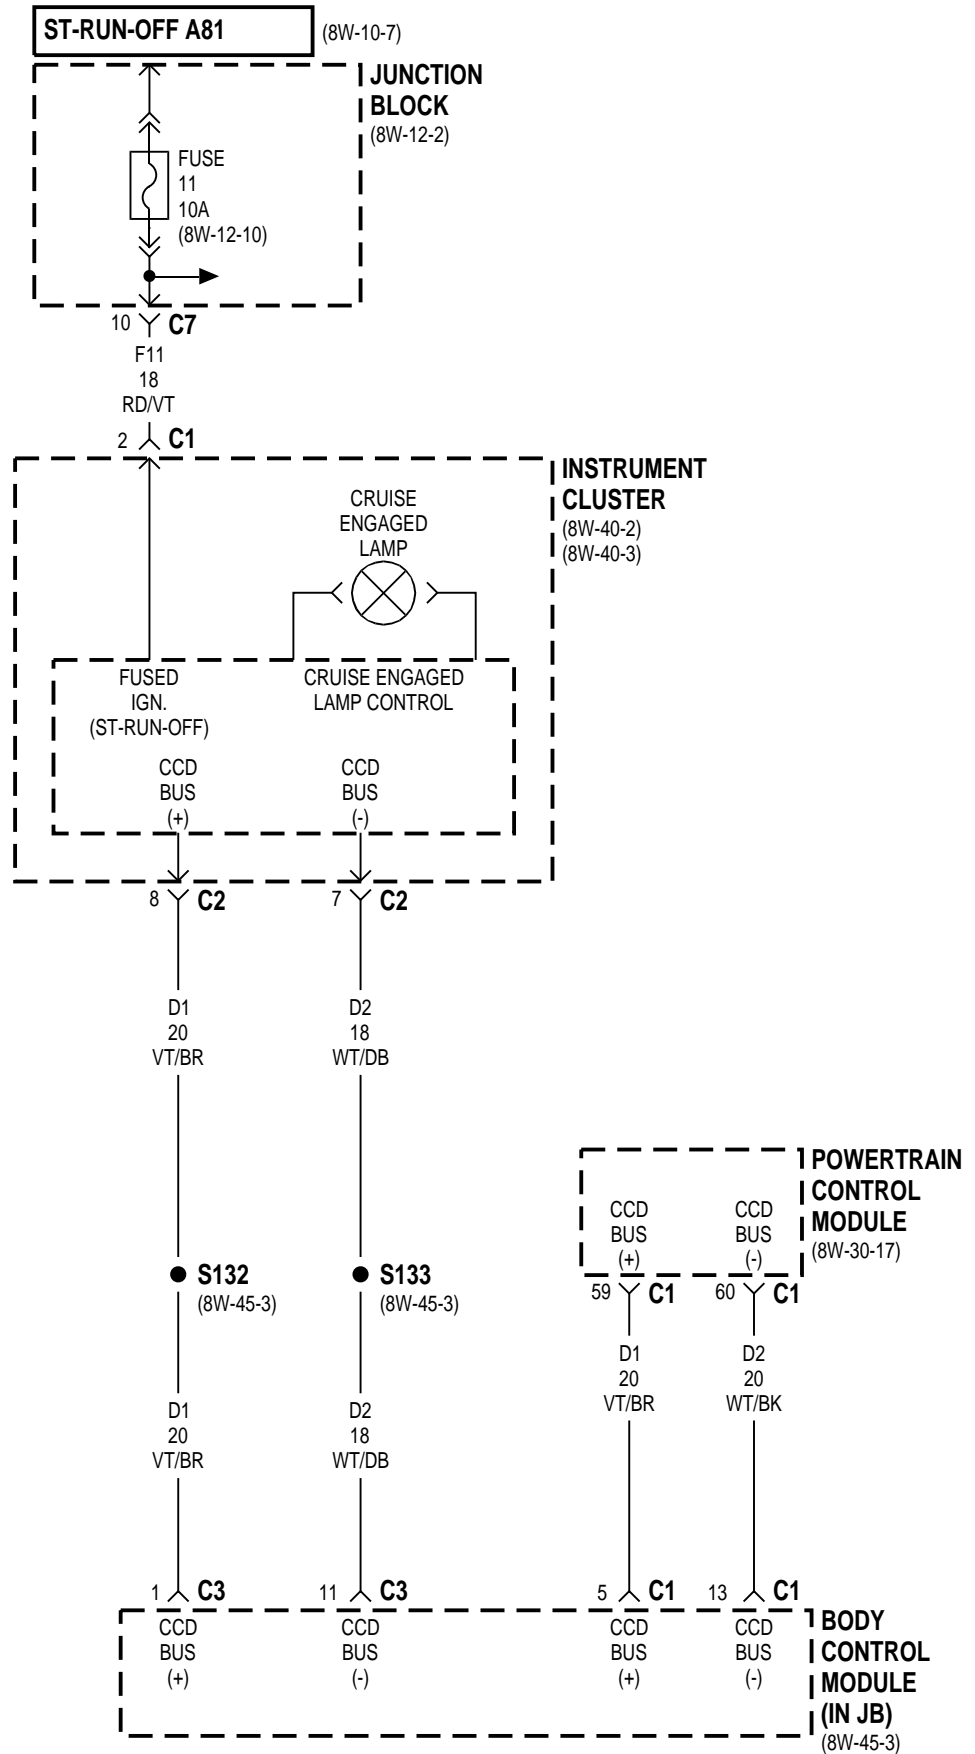 ST-RUN-OFF A81 (8W-10-7)
JUNCTION
BLOCK
(8W-12-2)
FUSE
11
10A
(8W-12-10)
10 C7
F11
18
RD/VT
2 C1
INSTRUMENT
CLUSTER
(8W-40-2)
(8W-40-3)
CRUISE
ENGAGED
LAMP
FUSED
IGN.
(ST-RUN-OFF)
CRUISE ENGAGED
LAMP CONTROL
CCD
BUS
(+)
CCD
BUS
(-)
8 C2
7 C2
D1
20
VT/BR
D2
18
WT/DB
S132
(8W-45-3)
S133
(8W-45-3)
POWERTRAIN
CONTROL
MODULE
(8W-30-17)
CCD
BUS
(+)
CCD
BUS
(-)
59 C1
60 C1
D1
20
VT/BR
D2
20
WT/BK
D1
20
VT/BR
D2
18
WT/DB
1 C3
11 C3
5 C1
13 C1
CCD
BUS
(+)
CCD
BUS
(-)
CCD
BUS
(+)
CCD
BUS
(-)
BODY
CONTROL
MODULE
(IN JB)
(8W-45-3)